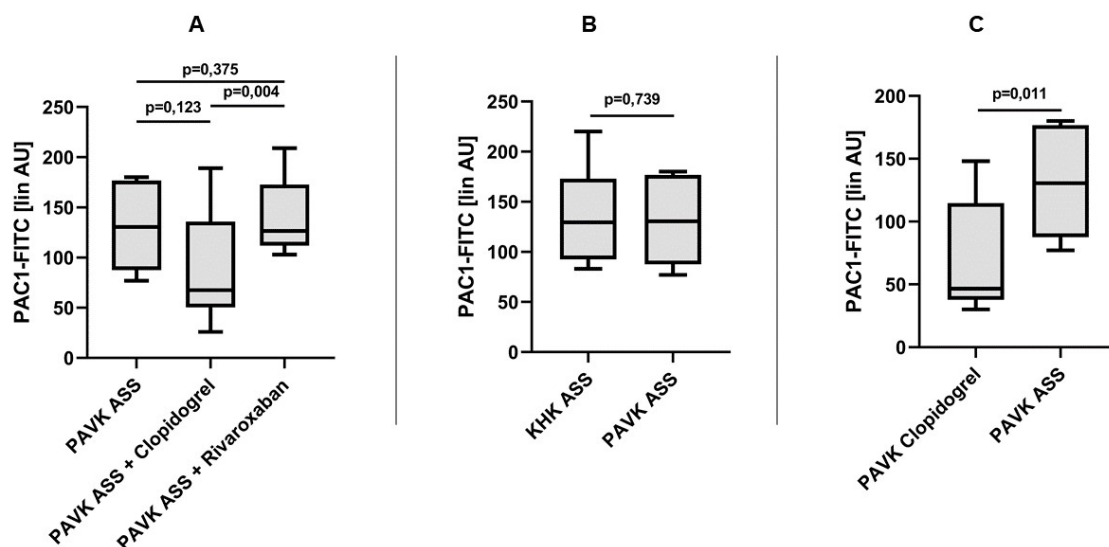 A
p=0,375
p=0,123
p=0,004
PAC1-FITC [lin AU]
250
200
150
100
50
0
PAVK ASS
PAVK ASS + Clopidogrel
PAVK ASS + Rivaroxaban
B
p=0,739
PAC1-FITC [lin AU]
250
200
150
100
50
0
KHK ASS
PAVK ASS
C
p=0,011
PAC1-FITC [lin AU]
200
150
100
50
0
PAVK Clopidogrel
PAVK ASS